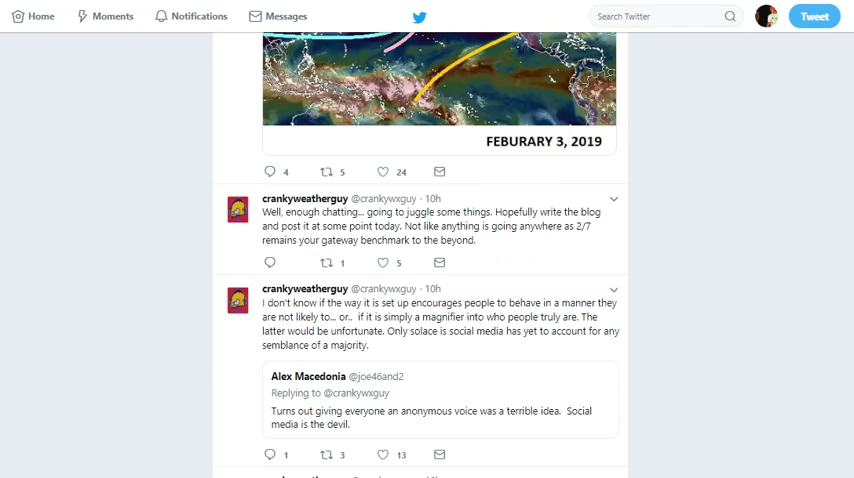 Home Moments Notifications Messages Search Twitter Tweet
FEBURARY 3, 2019
4 5 24
crankyweatherguy @crankywxguy · 10h
Well, enough chatting... going to juggle some things. Hopefully write the blog
and post it at some point today. Not like anything is going anywhere as 2/7
remains your gateway benchmark to the beyond.
1 5
crankyweatherguy @crankywxguy · 10h
I don't know if the way it is set up encourages people to behave in a manner they
are not likely to... or.. if it is simply a magnifier into who people truly are. The
latter would be unfortunate. Only solace is social media has yet to account for any
semblance of a majority.
Alex Macedonia @joe46and2
Replying to @crankywxguy
Turns out giving everyone an anonymous voice was a terrible idea. Social
media is the devil.
1 3 13